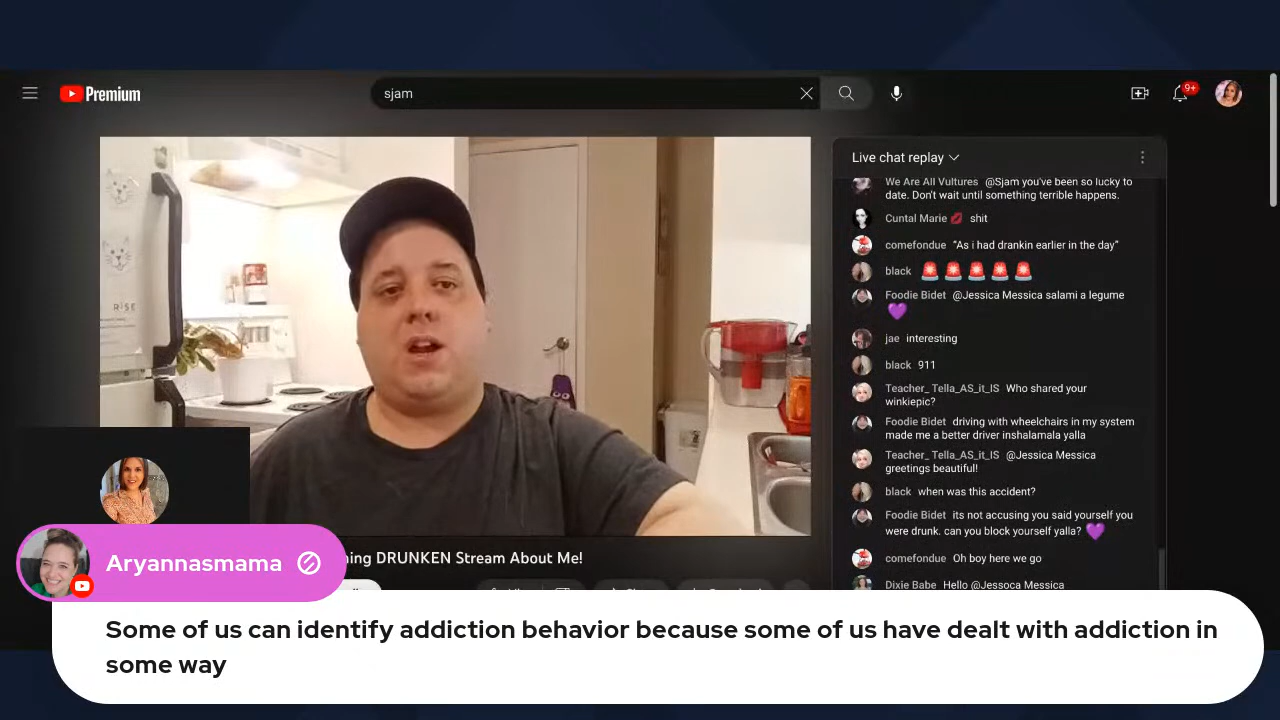 Premium
sjam
9+
Live chat replay
We Are All Vultures @Sjam you've been so lucky to
date. Don't wait until something terrible happens.
Cuntal Marie 💋 shit
comefondue “As i had drankin earlier in the day”
black 🚨🚨🚨🚨🚨
Foodie Bidet @Jessica Messica salami a legume
💜
jae interesting
black 911
Teacher_ Tella_AS_it_IS Who shared your
winkiepic?
Foodie Bidet driving with wheelchairs in my system
made me a better driver inshalamala yalla
Teacher_ Tella_AS_it_IS @Jessica Messica
greetings beautiful!
black when was this accident?
Foodie Bidet its not accusing you said yourself you
were drunk. can you block yourself yalla? 💜
comefondue Oh boy here we go
Dixie Babe Hello @Jessoca Messica
RISE
DRUNKEN Stream About Me!
Aryannasmama
Some of us can identify addiction behavior because some of us have dealt with addiction in
some way